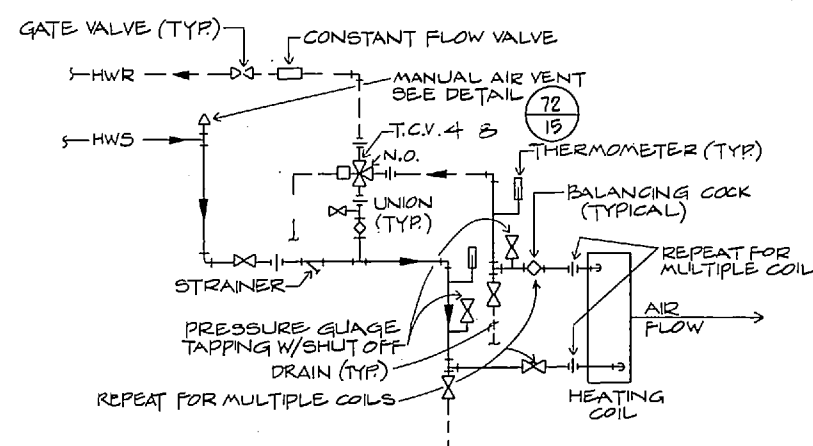 GATE VALVE (TYP.)
CONSTANT FLOW VALVE
HWR
MANUAL AIR VENT
SEE DETAIL
72
15
HWS
T.C.V. 4 8
N.O.
THERMOMETER (TYP.)
BALANCING COCK
(TYPICAL)
UNION
(TYP.)
REPEAT FOR
MULTIPLE COIL
STRAINER
AIR
FLOW
PRESSURE GUAGE
TAPPING W/SHUT OFF
DRAIN (TYP.)
REPEAT FOR MULTIPLE COILS
HEATING
COIL